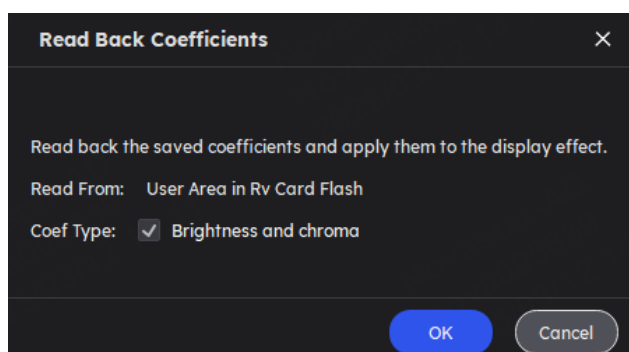 Read Back Coefficients
Read back the saved coefficients and apply them to the display effect.
Read From: User Area in Rv Card Flash
Coef Type: Brightness and chroma
OK Cancel